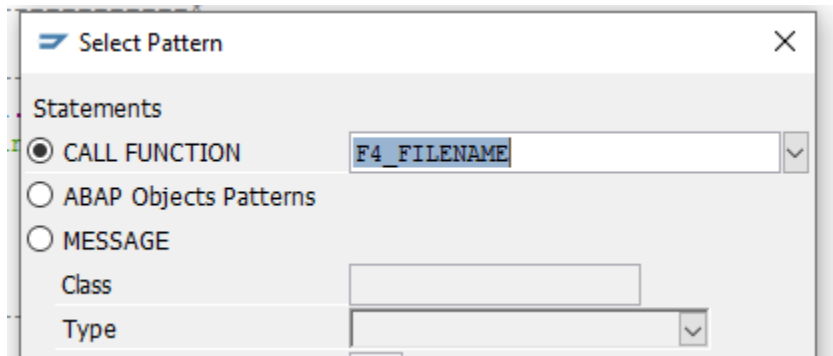 Select Pattern
Statements
CALL FUNCTION F4_FILENAME
ABAP Objects Patterns
MESSAGE
Class
Type